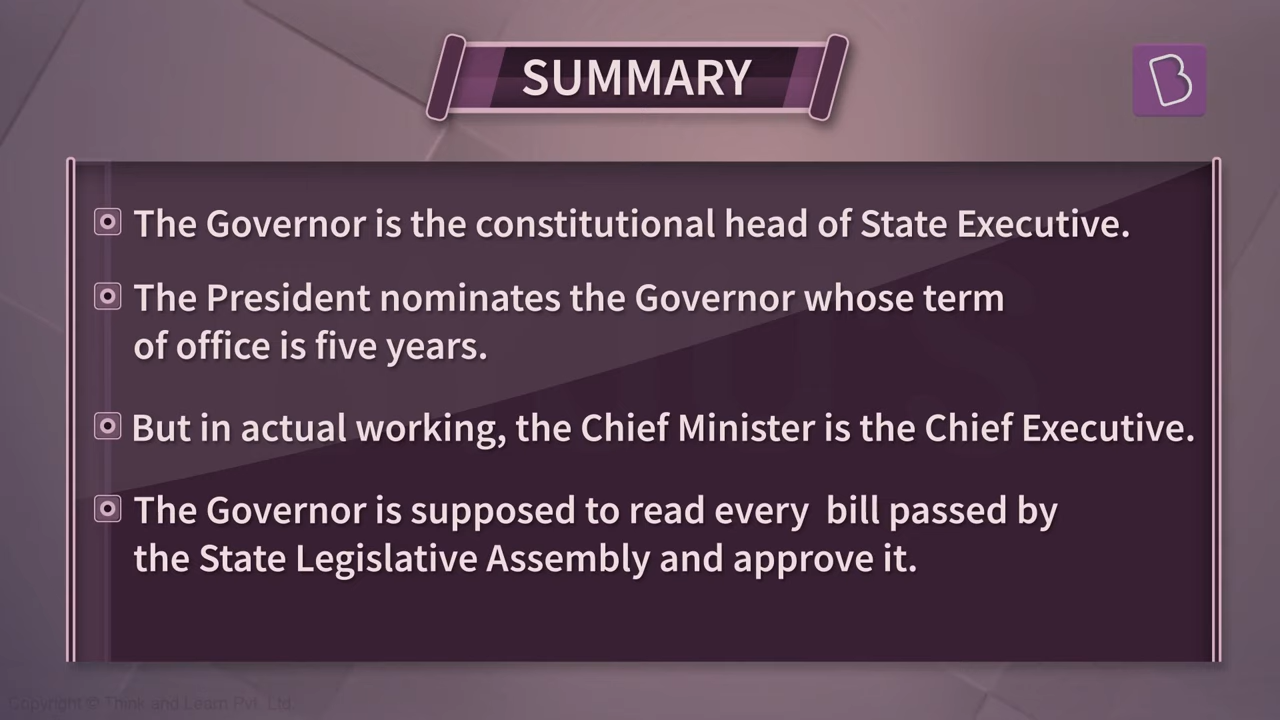 SUMMARY
B
The Governor is the constitutional head of State Executive.
The President nominates the Governor whose term
of office is five years.
But in actual working, the Chief Minister is the Chief Executive.
The Governor is supposed to read every bill passed by
the State Legislative Assembly and approve it.
Copyright © Think and Learn Pvt. Ltd.